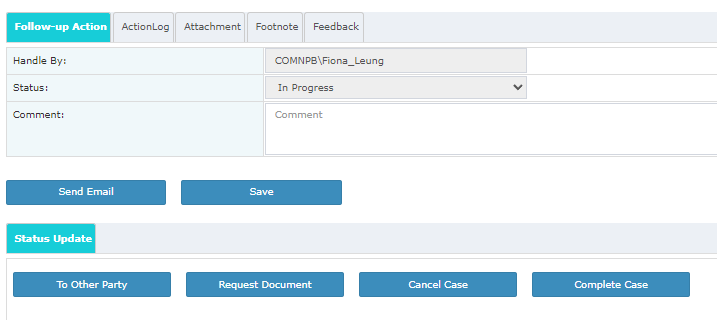 Follow-up Action ActionLog Attachment Footnote Feedback
Handle By: COMNPB\Fiona_Leung
Status: In Progress
Comment: Comment
Send Email Save
Status Update
To Other Party Request Document Cancel Case Complete Case